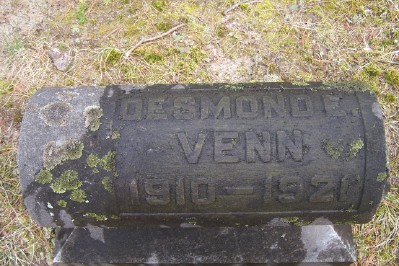 DESMOND E.
VENN
1910 — 1921